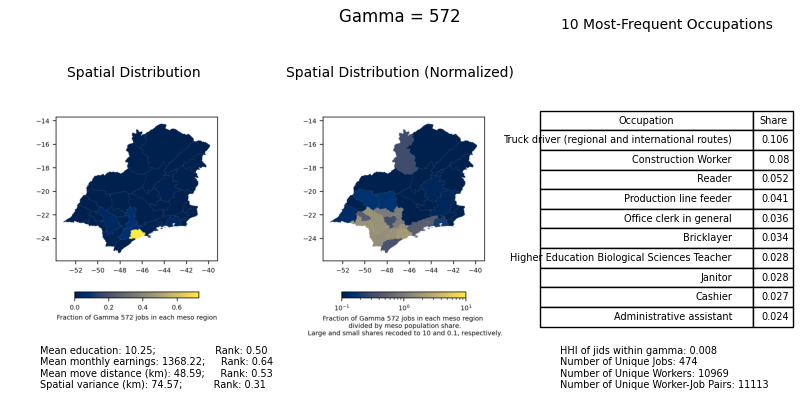 Gamma = 572
10 Most-Frequent Occupations
Spatial Distribution
Spatial Distribution (Normalized)
−14
−16
−18
−20
−22
−24
−52 −50 −48 −46 −44 −42 −40
0.0 0.2 0.4 0.6
Fraction of Gamma 572 jobs in each meso region
−14
−16
−18
−20
−22
−24
−52 −50 −48 −46 −44 −42 −40
10⁻¹ 10⁰ 10¹
Fraction of Gamma 572 jobs in each meso region
divided by meso population share.
Large and small shares recoded to 10 and 0.1, respectively.
Occupation Share
Truck driver (regional and international routes) 0.106
Construction Worker 0.08
Reader 0.052
Production line feeder 0.041
Office clerk in general 0.036
Bricklayer 0.034
Higher Education Biological Sciences Teacher 0.028
Janitor 0.028
Cashier 0.027
Administrative assistant 0.024
Mean education: 10.25; Rank: 0.50
Mean monthly earnings: 1368.22; Rank: 0.64
Mean move distance (km): 48.59; Rank: 0.53
Spatial variance (km): 74.57; Rank: 0.31
HHI of jids within gamma: 0.008
Number of Unique Jobs: 474
Number of Unique Workers: 10969
Number of Unique Worker-Job Pairs: 11113